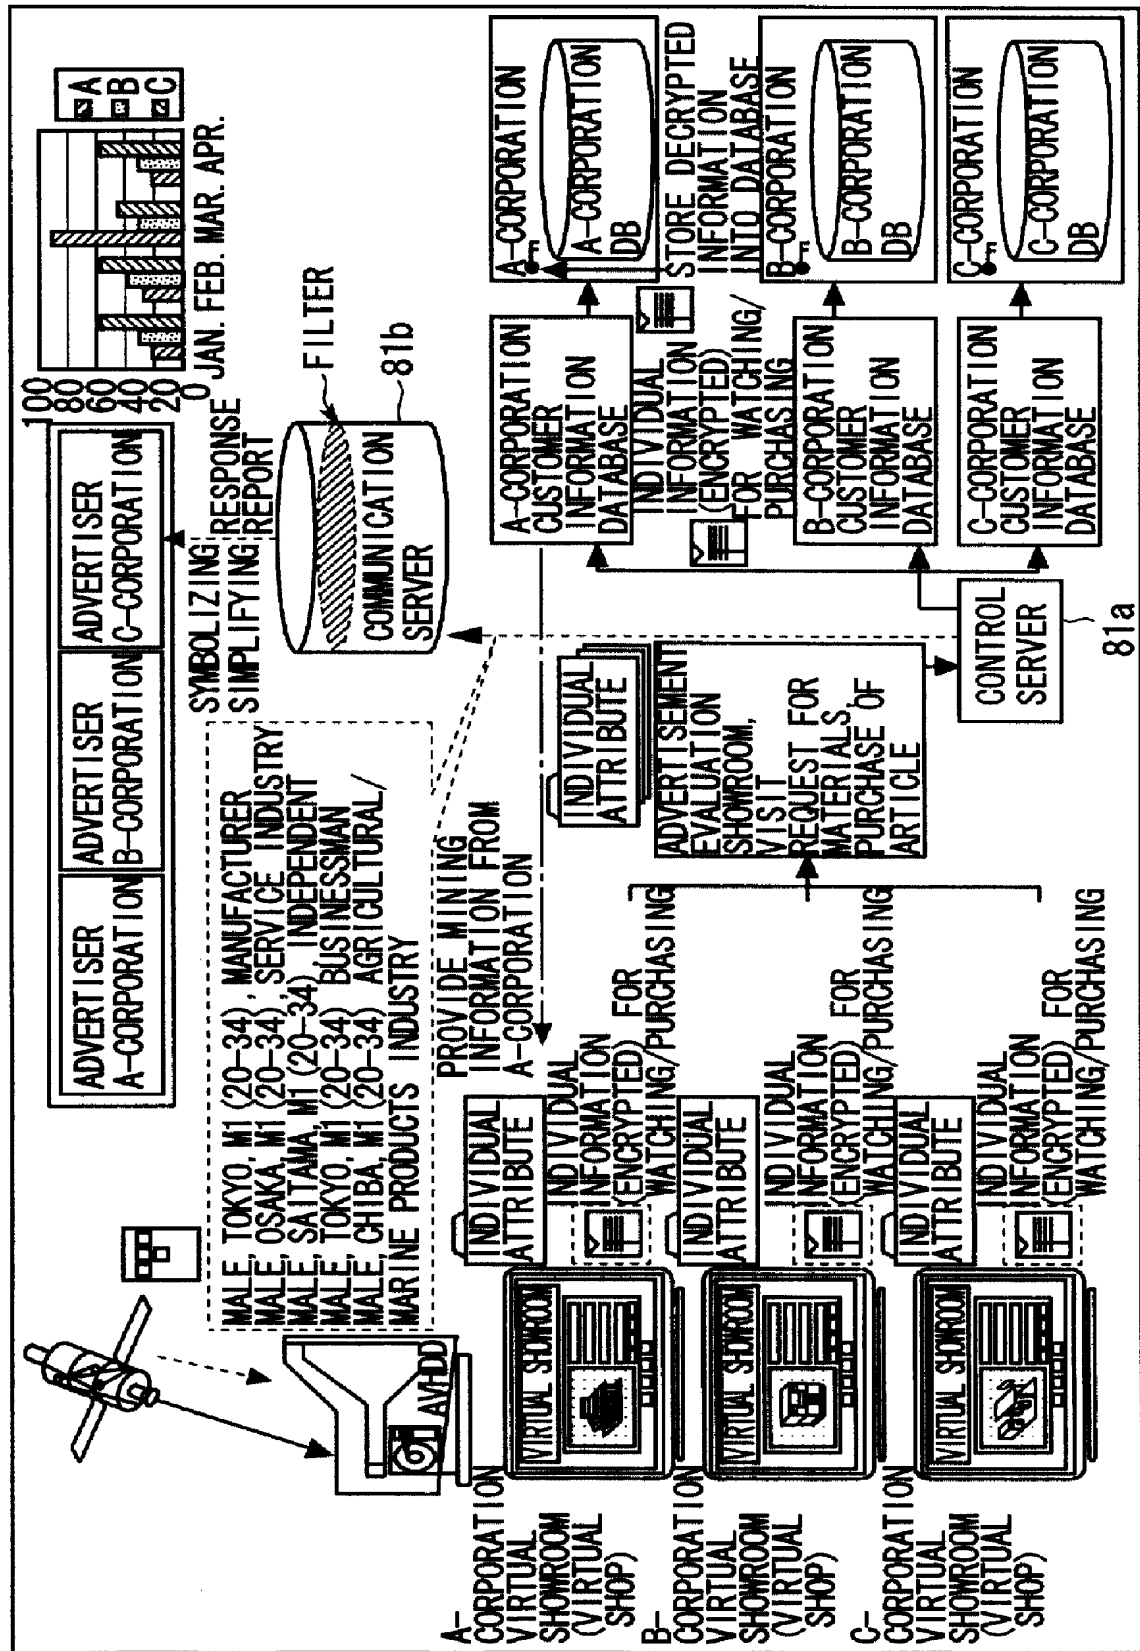 ADVERTISER
A-CORPORATION
ADVERTISER
B-CORPORATION
ADVERTISER
C-CORPORATION
100
80
60
40
20
0
JAN. FEB. MAR. APR.
A
B
C
SYMBOLIZING
SIMPLIFYING
RESPONSE
REPORT
FILTER
COMMUNICATION
SERVER
81b
MALE, TOKYO, M1 (20-34), MANUFACTURER
MALE, OSAKA, M1 (20-34), SERVICE INDUSTRY
MALE, SAITAMA, M1 (20-34), INDEPENDENT
MALE, TOKYO, M1 (20-34) BUSINESSMAN
MALE, CHIBA, M1 (20-34) AGRICULTURAL/
MARINE PRODUCTS INDUSTRY
PROVIDE MINING
INFORMATION FROM
A-CORPORATION
AVHDD
A-
CORPORATION
VIRTUAL
SHOWROOM
(VIRTUAL
SHOP)
VIRTUAL SHOWROOM
INDIVIDUAL
ATTRIBUTE
INDIVIDUAL
INFORMATION
(ENCRYPTED) FOR
WATCHING/PURCHASING
B-
CORPORATION
VIRTUAL
SHOWROOM
(VIRTUAL
SHOP)
VIRTUAL SHOWROOM
INDIVIDUAL
ATTRIBUTE
INDIVIDUAL
INFORMATION
(ENCRYPTED) FOR
WATCHING/PURCHASING
C-
CORPORATION
VIRTUAL
SHOWROOM
(VIRTUAL
SHOP)
VIRTUAL SHOWROOM
INDIVIDUAL
ATTRIBUTE
INDIVIDUAL
INFORMATION
(ENCRYPTED) FOR
WATCHING/PURCHASING
INDIVIDUAL
ATTRIBUTE
ADVERTISEMENT
EVALUATION
SHOWROOM,
VISIT
REQUEST FOR
MATERIALS,
PURCHASE OF
ARTICLE
CONTROL
SERVER
81a
A-CORPORATION
CUSTOMER
INFORMATION
DATABASE
INDIVIDUAL
INFORMATION
(ENCRYPTED)
FOR WATCHING/
PURCHASING
B-CORPORATION
CUSTOMER
INFORMATION
DATABASE
C-CORPORATION
CUSTOMER
INFORMATION
DATABASE
A-CORPORATION
A-CORPORATION
DB
STORE DECRYPTED
INFORMATION
INTO DATABASE
B-CORPORATION
B-CORPORATION
DB
C-CORPORATION
C-CORPORATION
DB